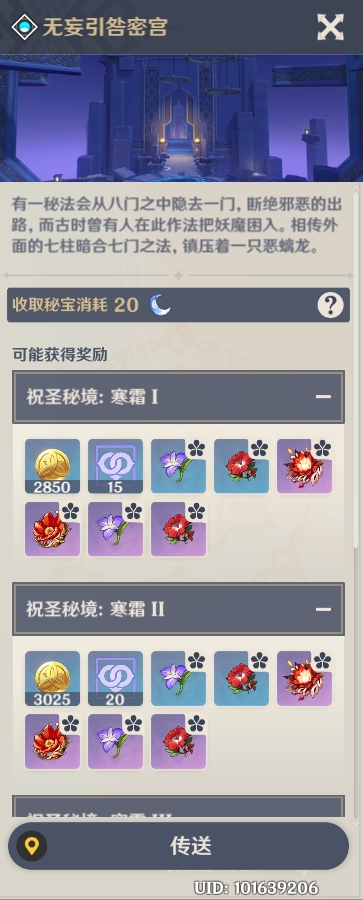 无妄引咎密宫
有一秘法会从八门之中隐去一门，断绝邪恶的出
路，而古时曾有人在此作法把妖魔困入。相传外
面的七柱暗合七门之法，镇压着一只恶螭龙。
收取秘宝消耗 20
?
可能获得奖励
祝圣秘境：寒霜 I
2850
15
祝圣秘境：寒霜 II
3025
20
传送
UID: 101639206